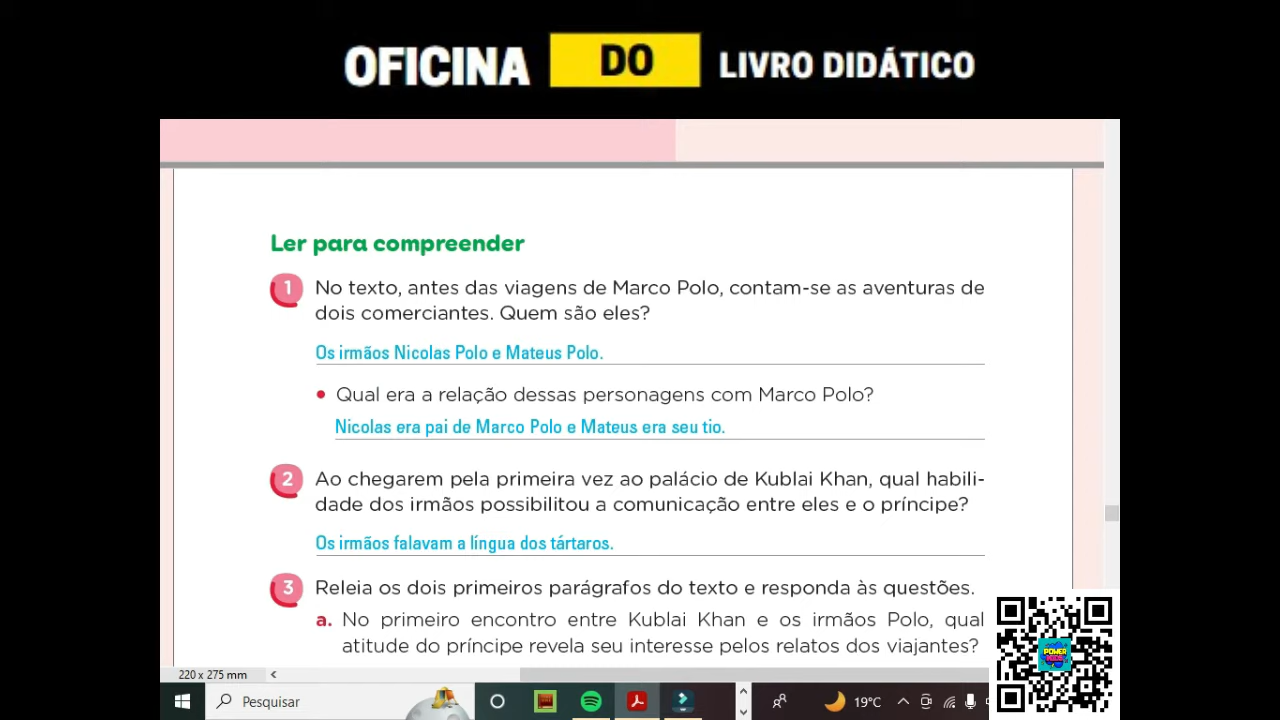 OFICINA DO LIVRO DIDÁTICO
Ler para compreender
1 No texto, antes das viagens de Marco Polo, contam-se as aventuras de
dois comerciantes. Quem são eles?
Os irmãos Nicolas Polo e Mateus Polo.
• Qual era a relação dessas personagens com Marco Polo?
Nicolas era pai de Marco Polo e Mateus era seu tio.
2 Ao chegarem pela primeira vez ao palácio de Kublai Khan, qual habili-
dade dos irmãos possibilitou a comunicação entre eles e o príncipe?
Os irmãos falavam a língua dos tártaros.
3 Releia os dois primeiros parágrafos do texto e responda às questões.
a. No primeiro encontro entre Kublai Khan e os irmãos Polo, qual
atitude do príncipe revela seu interesse pelos relatos dos viajantes?
220 x 275 mm
Pesquisar
19°C
POWER